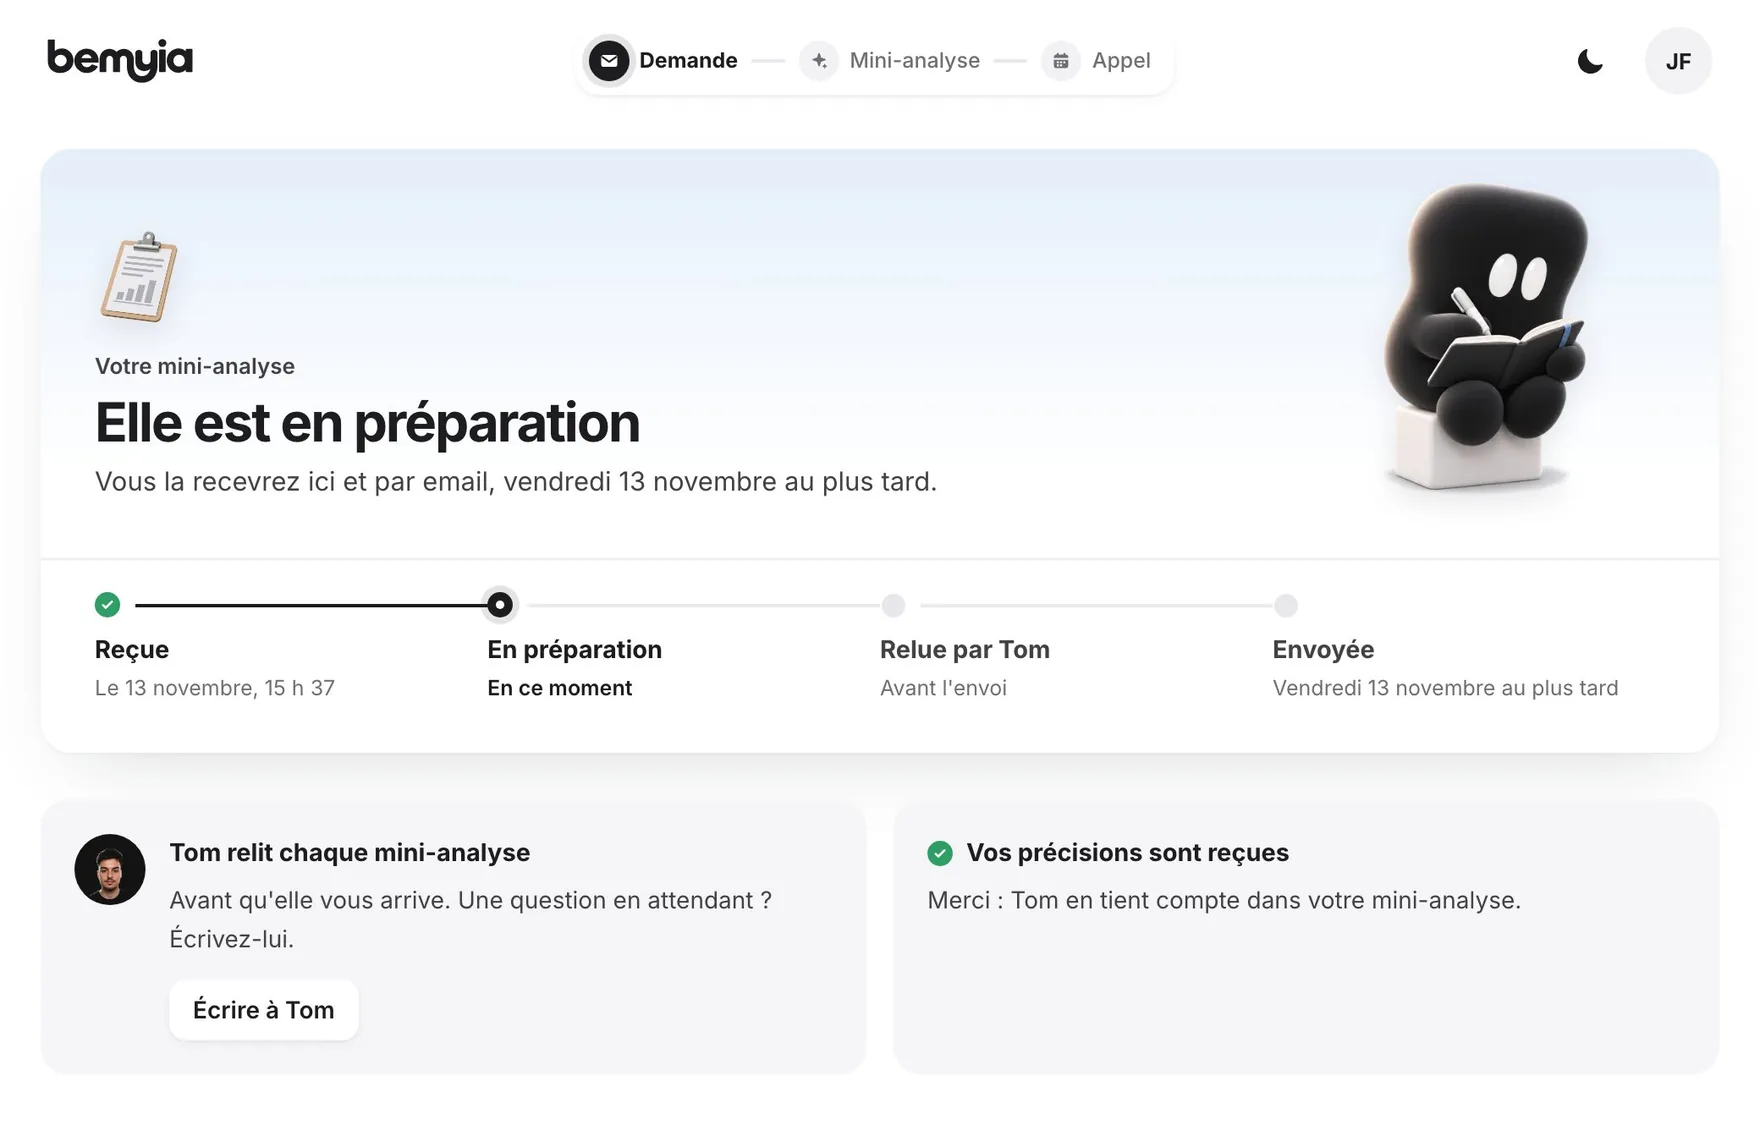 bemyia
Demande
Mini-analyse
Appel
JF
Votre mini-analyse
Elle est en préparation
Vous la recevrez ici et par email, vendredi 13 novembre au plus tard.
Reçue
Le 13 novembre, 15 h 37
En préparation
En ce moment
Relue par Tom
Avant l'envoi
Envoyée
Vendredi 13 novembre au plus tard
Tom relit chaque mini-analyse
Avant qu'elle vous arrive. Une question en attendant ?
Écrivez-lui.
Écrire à Tom
Vos précisions sont reçues
Merci : Tom en tient compte dans votre mini-analyse.